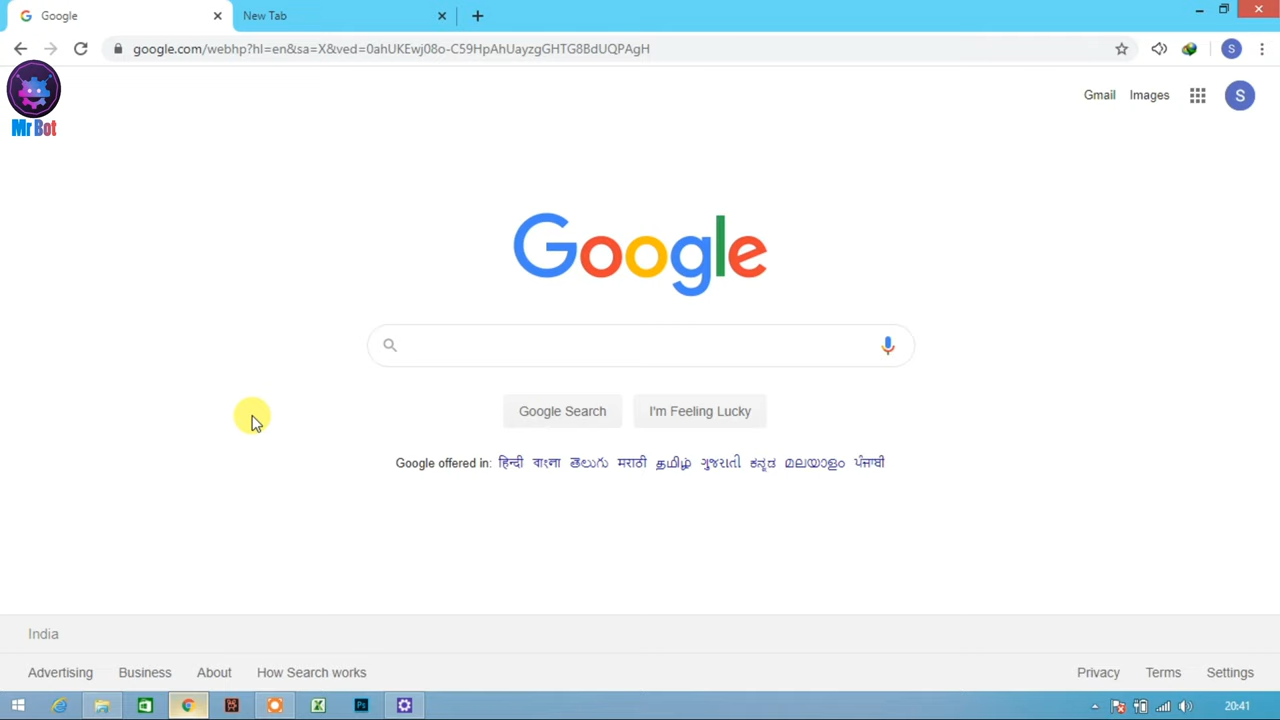 Google
New Tab
google.com/webhp?hl=en&sa=X&ved=0ahUKEwj08o-C59HpAhUayzgGHTG8BdUQPAgH
S
Mr Bot
Gmail Images S
Google
Google Search I'm Feeling Lucky
Google offered in: हिन्दी বাংলা తెలుగు मराठी தமிழ் ગુજરાતી ಕನ್ನಡ മലയാളം ਪੰਜਾਬੀ
India
Advertising Business About How Search works Privacy Terms Settings
Ps
20:41